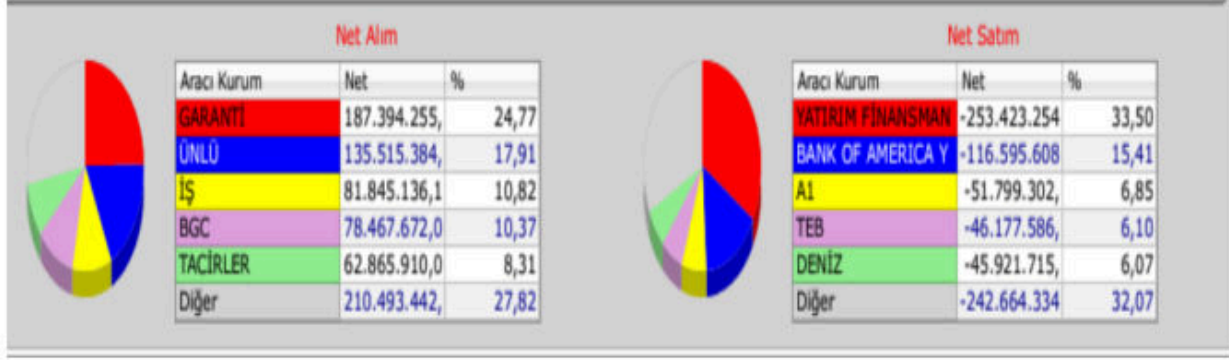 Net Alım
Aracı Kurum Net %
GARANTİ 187.394.255, 24,77
ÜNLÜ 135.515.384, 17,91
İŞ 81.845.136,1 10,82
BGC 78.467.672,0 10,37
TACİRLER 62.865.910,0 8,31
Diğer 210.493.442, 27,82
Net Satım
Aracı Kurum Net %
YATIRIM FİNANSMAN -253.423.254 33,50
BANK OF AMERICA Y -116.595.608 15,41
A1 -51.799.302, 6,85
TEB -46.177.586, 6,10
DENİZ -45.921.715, 6,07
Diğer -242.664.334 32,07